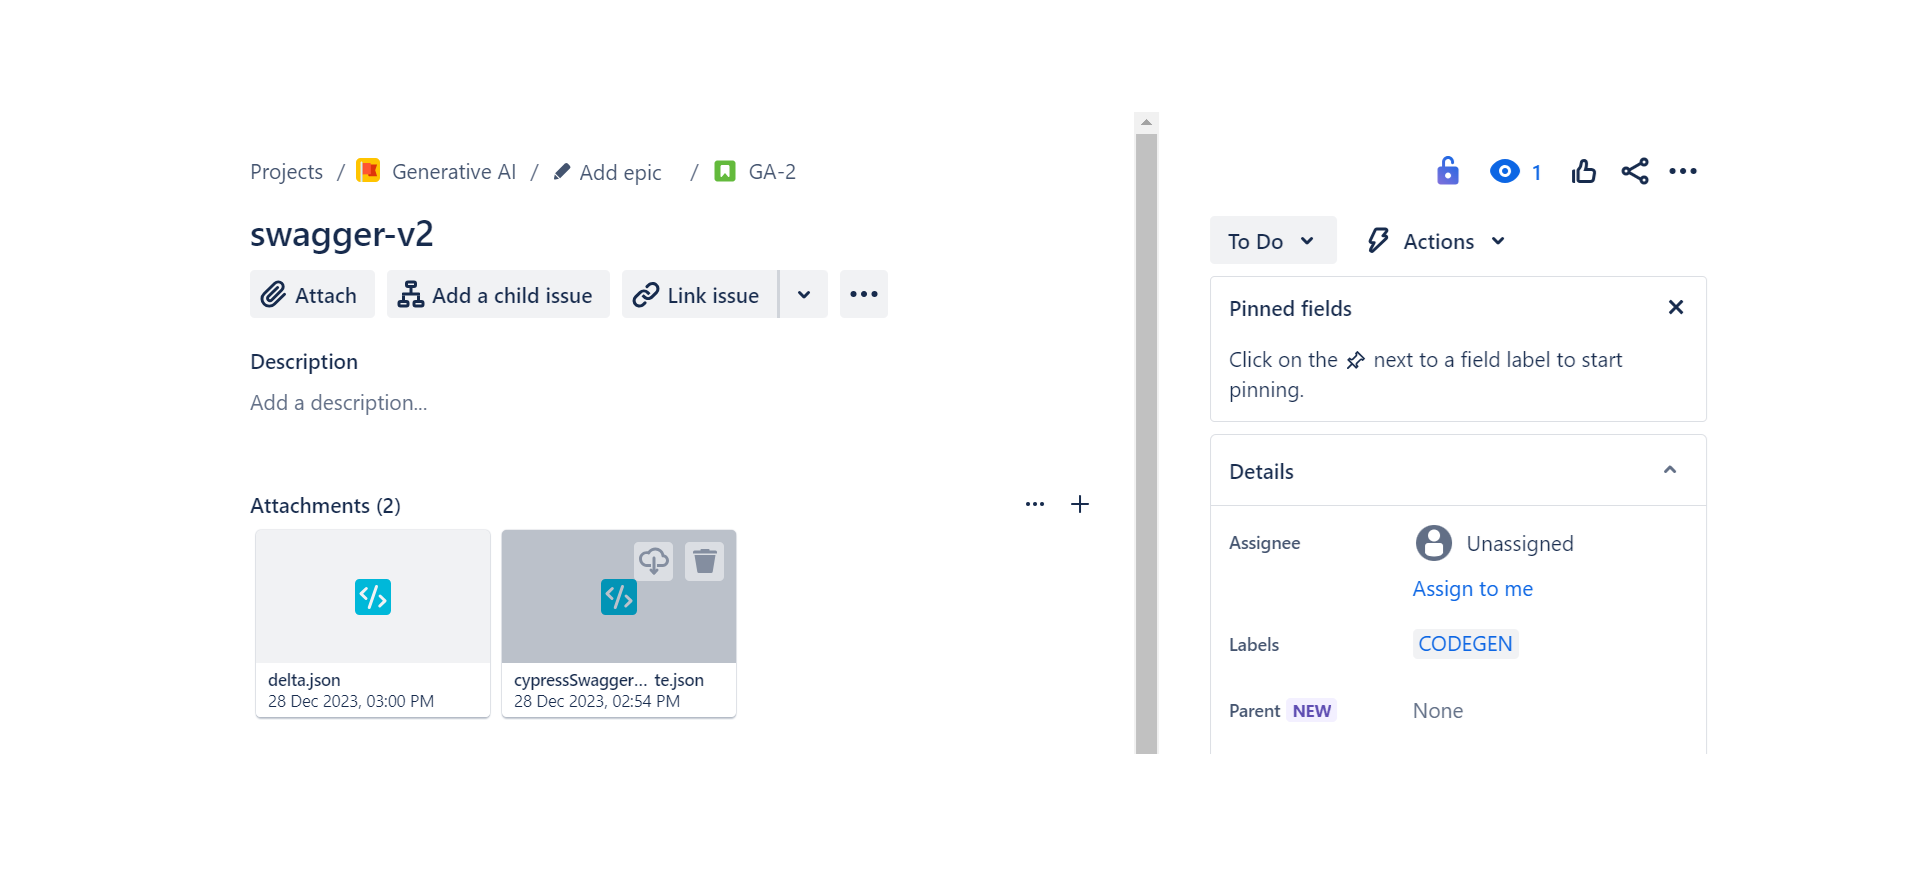 Projects / Generative AI / Add epic / GA-2
swagger-v2
Attach Add a child issue Link issue
Description
Add a description...
Attachments (2)
delta.json
28 Dec 2023, 03:00 PM
cypressSwagger... te.json
28 Dec 2023, 02:54 PM
1
To Do Actions
Pinned fields
Click on the next to a field label to start
pinning.
Details
Assignee Unassigned
Assign to me
Labels CODEGEN
Parent NEW None